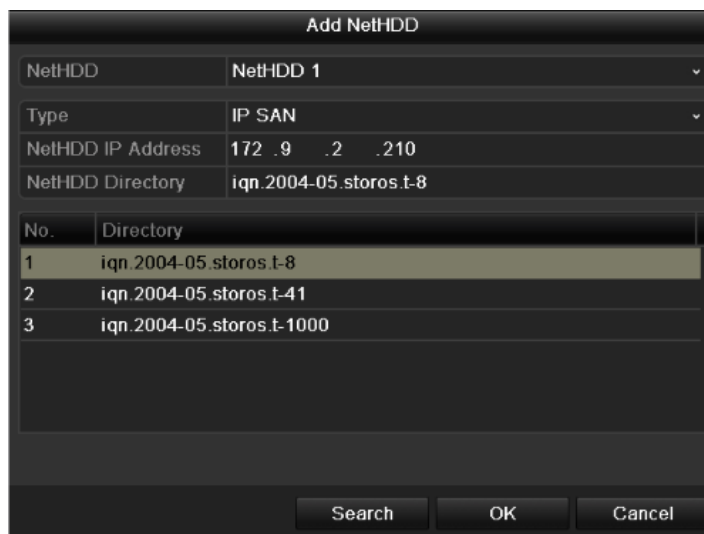 Add NetHDD
NetHDD NetHDD 1
Type IP SAN
NetHDD IP Address 172 .9 .2 .210
NetHDD Directory iqn.2004-05.storos.t-8
No. Directory
1 iqn.2004-05.storos.t-8
2 iqn.2004-05.storos.t-41
3 iqn.2004-05.storos.t-1000
Search OK Cancel